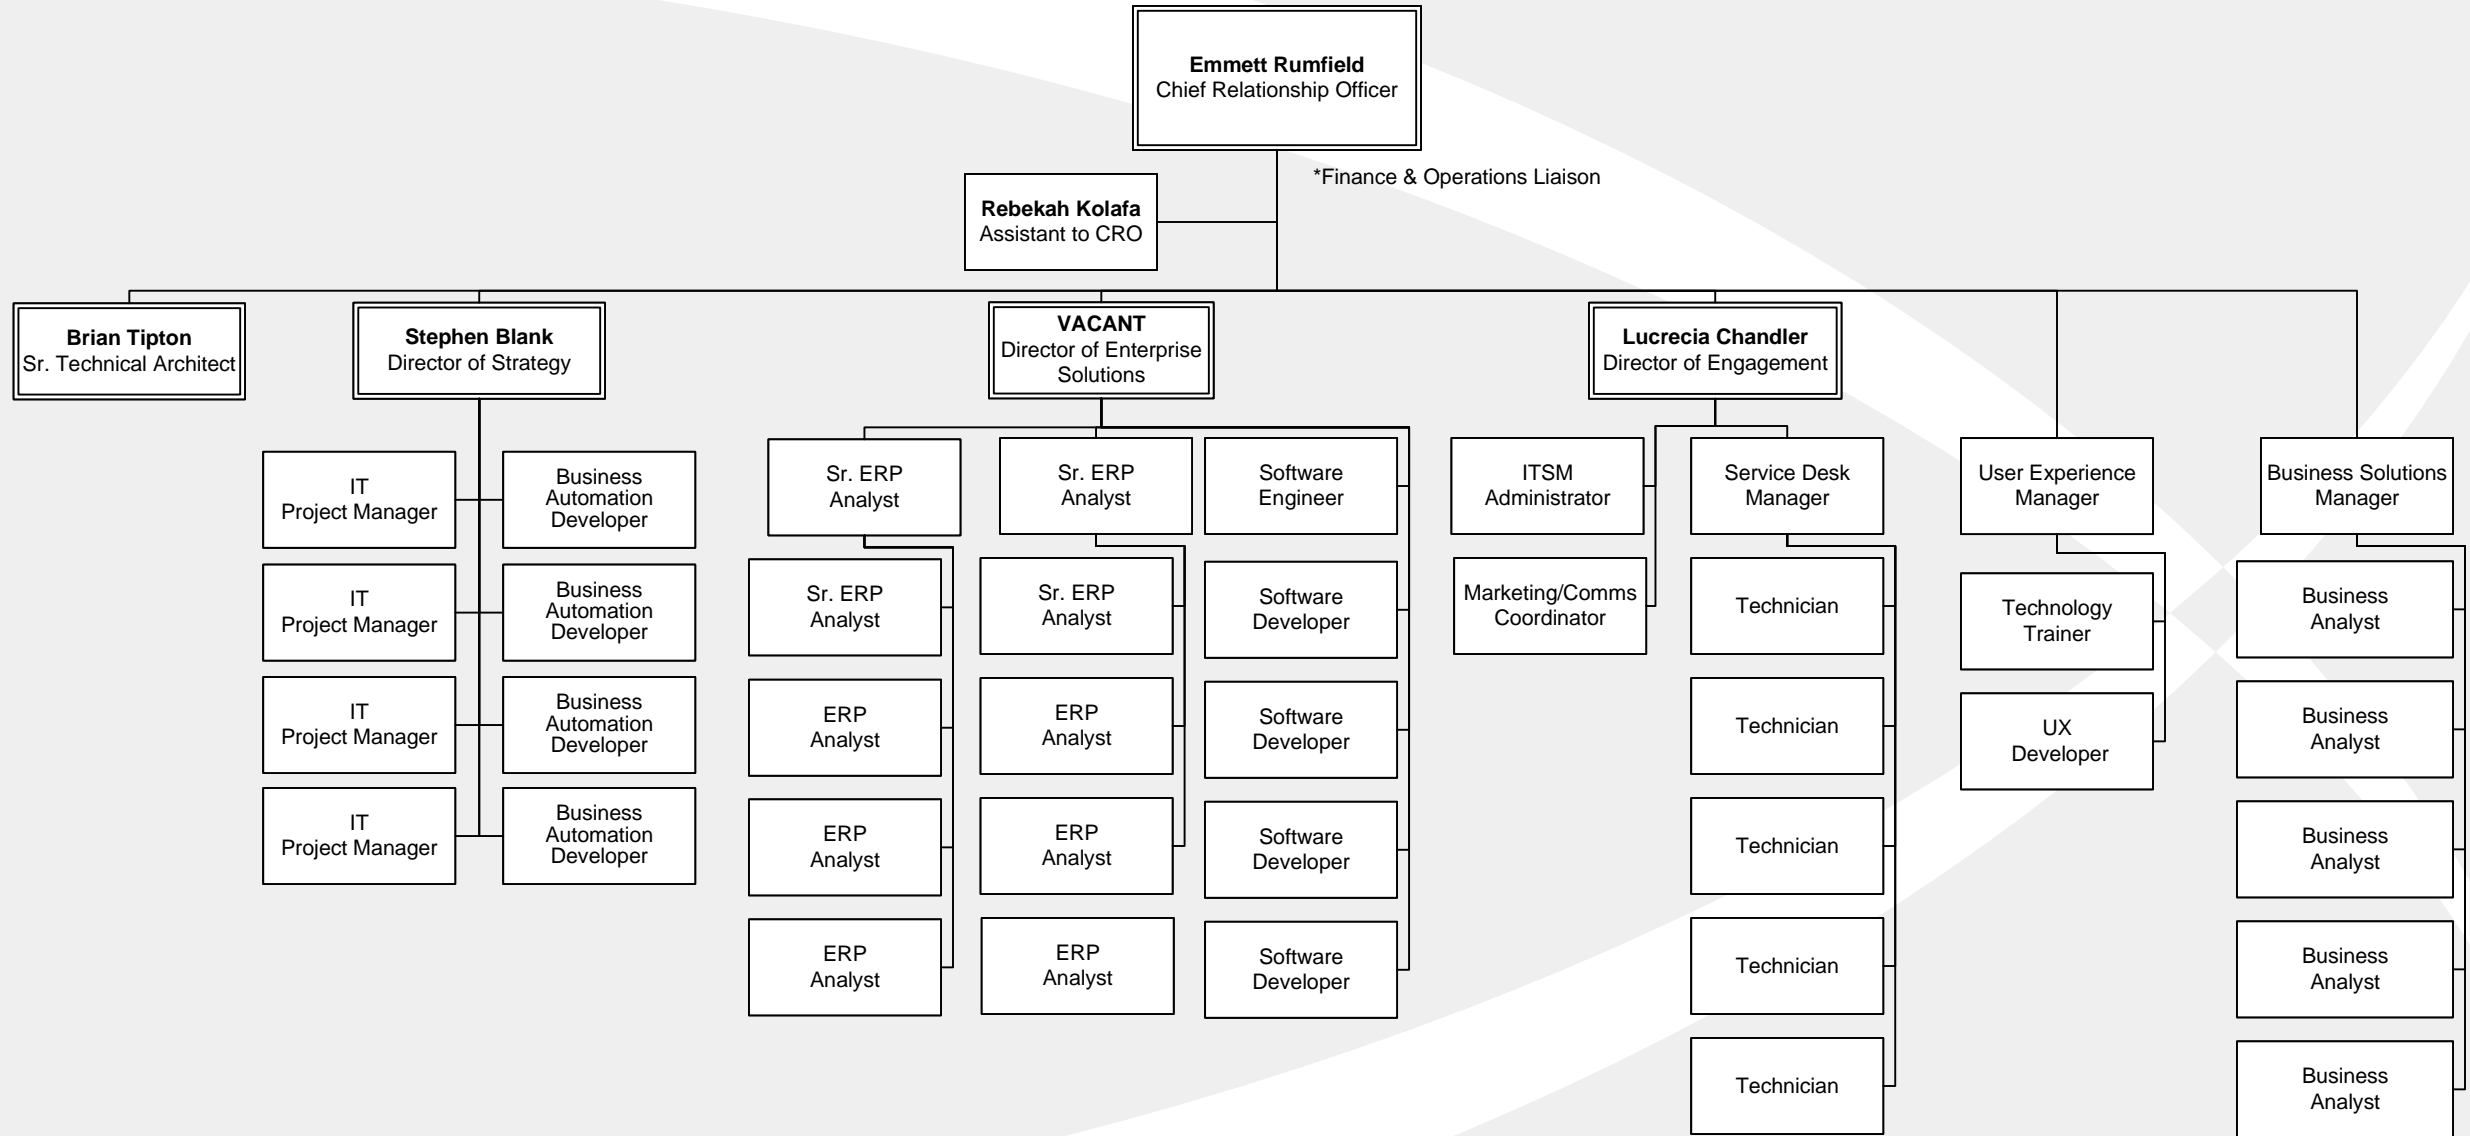 Emmett Rumfield
Chief Relationship Officer
*Finance & Operations Liaison
Rebekah Kolafa
Assistant to CRO
Brian Tipton
Sr. Technical Architect
Stephen Blank
Director of Strategy
VACANT
Director of Enterprise
Solutions
Lucrecia Chandler
Director of Engagement
IT
Project Manager
Business
Automation
Developer
IT
Project Manager
Business
Automation
Developer
IT
Project Manager
Business
Automation
Developer
IT
Project Manager
Business
Automation
Developer
Sr. ERP
Analyst
Sr. ERP
Analyst
ERP
Analyst
ERP
Analyst
ERP
Analyst
Sr. ERP
Analyst
Sr. ERP
Analyst
ERP
Analyst
ERP
Analyst
ERP
Analyst
Software
Engineer
Software
Developer
Software
Developer
Software
Developer
Software
Developer
ITSM
Administrator
Marketing/Comms
Coordinator
Service Desk
Manager
Technician
Technician
Technician
Technician
Technician
User Experience
Manager
Technology
Trainer
UX
Developer
Business Solutions
Manager
Business
Analyst
Business
Analyst
Business
Analyst
Business
Analyst
Business
Analyst